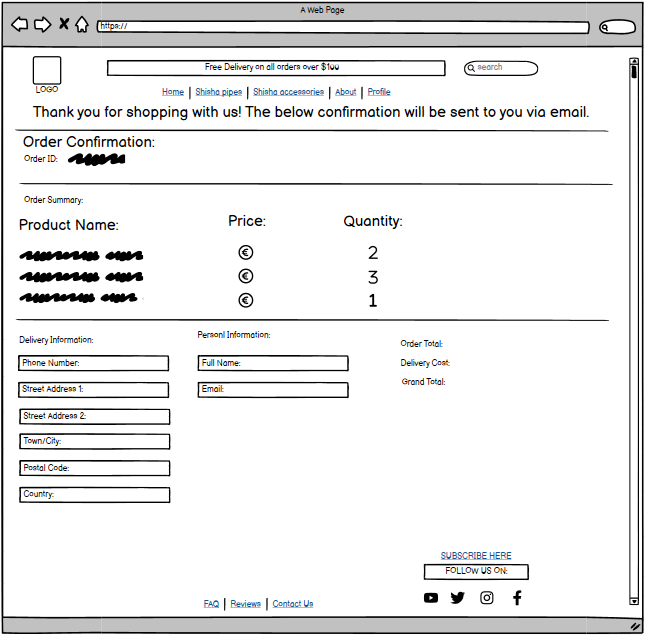 A Web Page
https://
LOGO
Free Delivery on all orders over $100
search
Home | Shisha pipes | Shisha accessories | About | Profile
Thank you for shopping with us! The below confirmation will be sent to you via email.
Order Confirmation:
Order ID:
Order Summary:
Product Name: Price: Quantity:
€ 2
€ 3
€ 1
Delivery Information:
Phone Number:
Street Address 1:
Street Address 2:
Town/City:
Postal Code:
Country:
Personl Information:
Full Name:
Email:
Order Total:
Delivery Cost:
Grand Total:
SUBSCRIBE HERE
FOLLOW US ON:
FAQ | Reviews | Contact Us